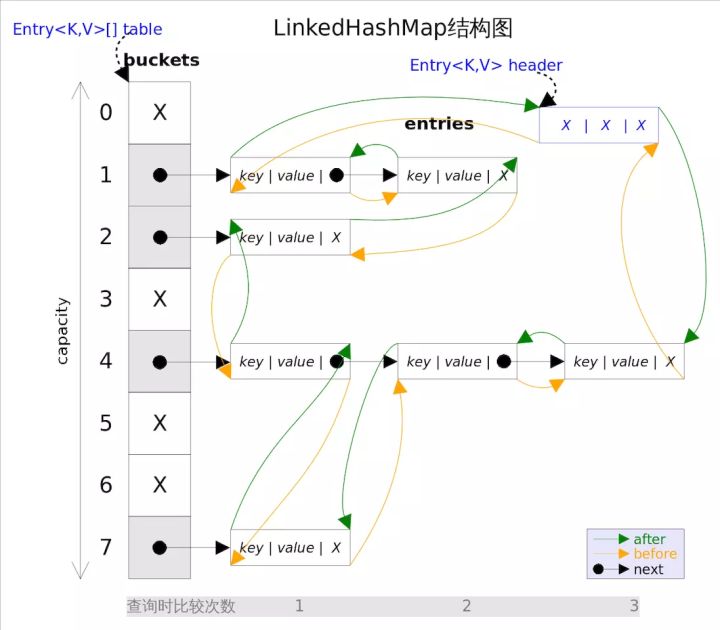 LinkedHashMap结构图
Entry<K,V>[] table
buckets
Entry<K,V> header
entries
X | X | X
capacity
0 X
1 key | value | key | value | X
2 key | value | X
3 X
4 key | value | key | value | key | value | X
5 X
6 X
7 key | value | X
after
before
next
查询时比较次数 1 2 3